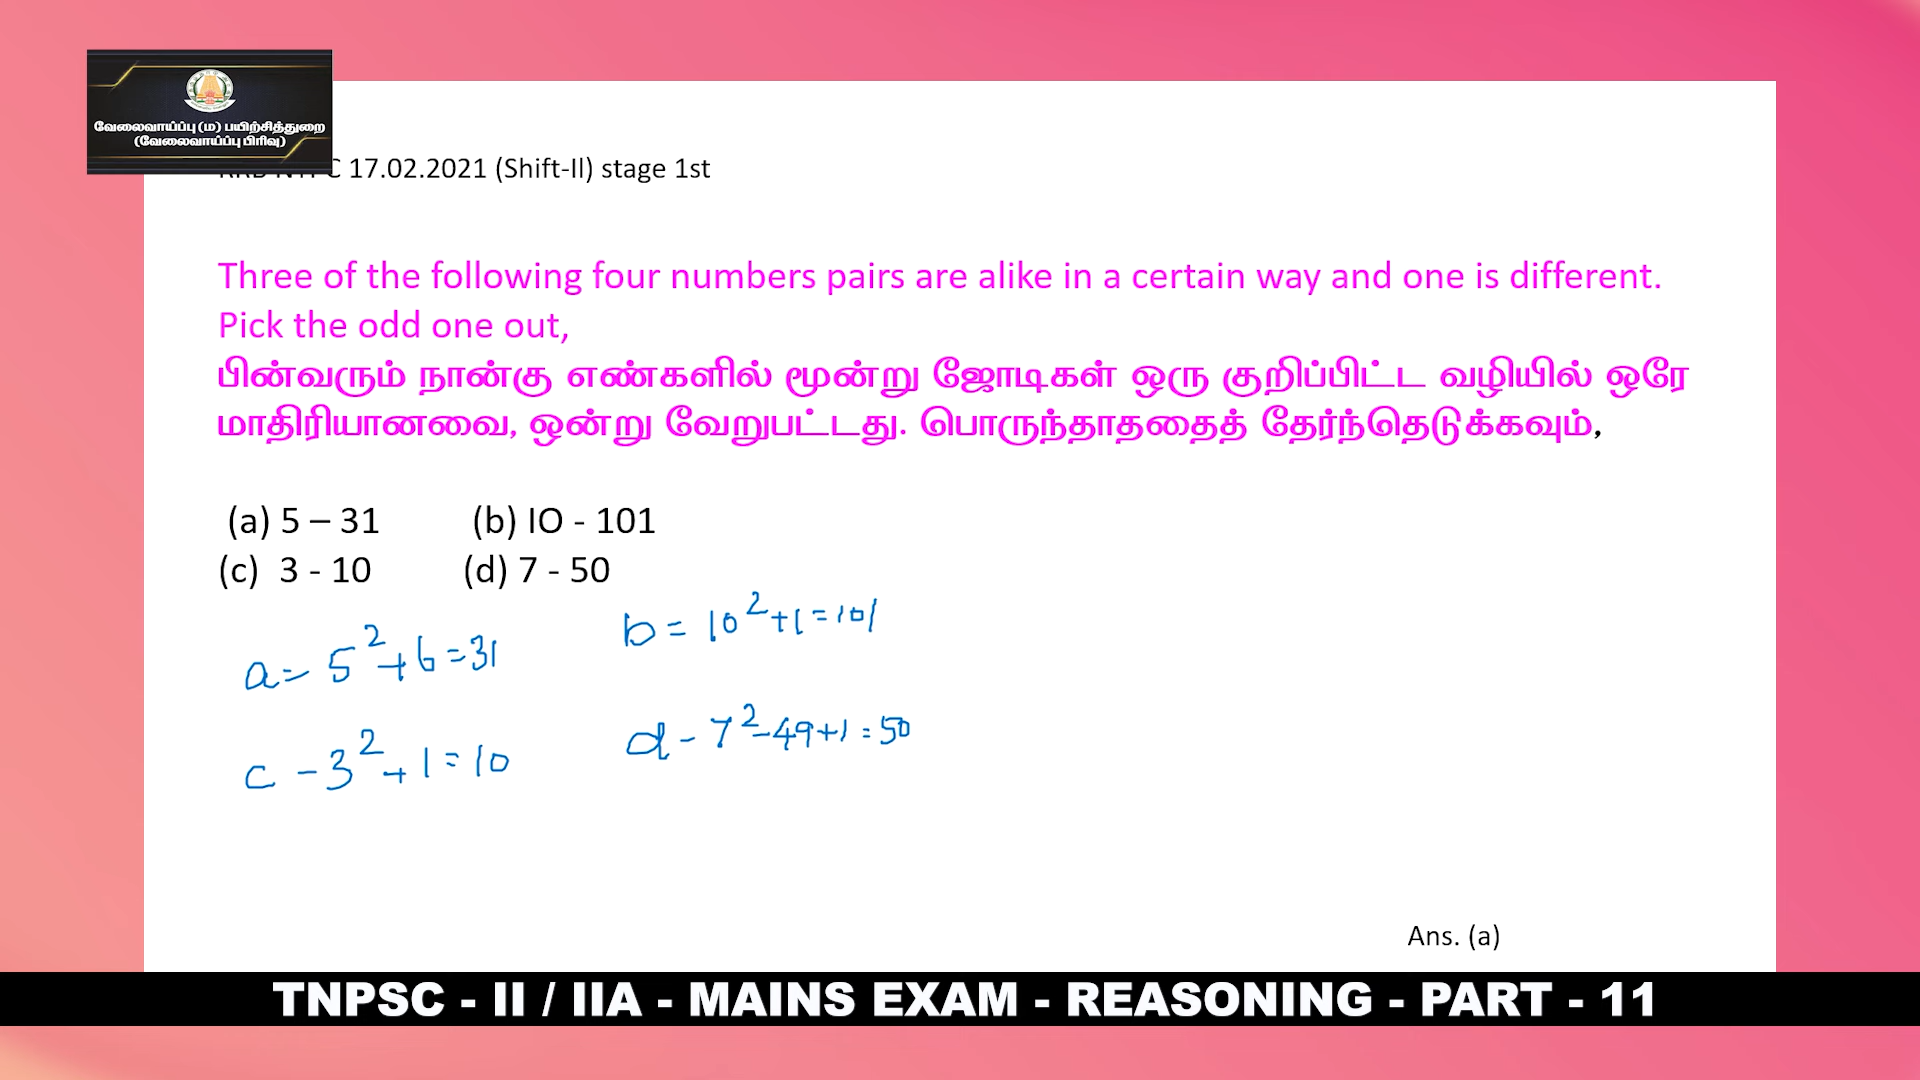 வேலைவாய்ப்பு (ம) பயிற்சித்துறை
(வேலைவாய்ப்பு பிரிவு)
17.02.2021 (Shift-II) stage 1st
Three of the following four numbers pairs are alike in a certain way and one is different.
Pick the odd one out,
பின்வரும் நான்கு எண்களில் மூன்று ஜோடிகள் ஒரு குறிப்பிட்ட வழியில் ஒரே
மாதிரியானவை, ஒன்று வேறுபட்டது. பொருந்தாததைத் தேர்ந்தெடுக்கவும்,
(a) 5 – 31 (b) IO - 101
(c) 3 - 10 (d) 7 - 50
a = 5² + 6 = 31
b = 10² + 1 = 101
c - 3² + 1 = 10
d - 7² - 49 + 1 = 50
Ans. (a)
TNPSC - II / IIA - MAINS EXAM - REASONING - PART - 11